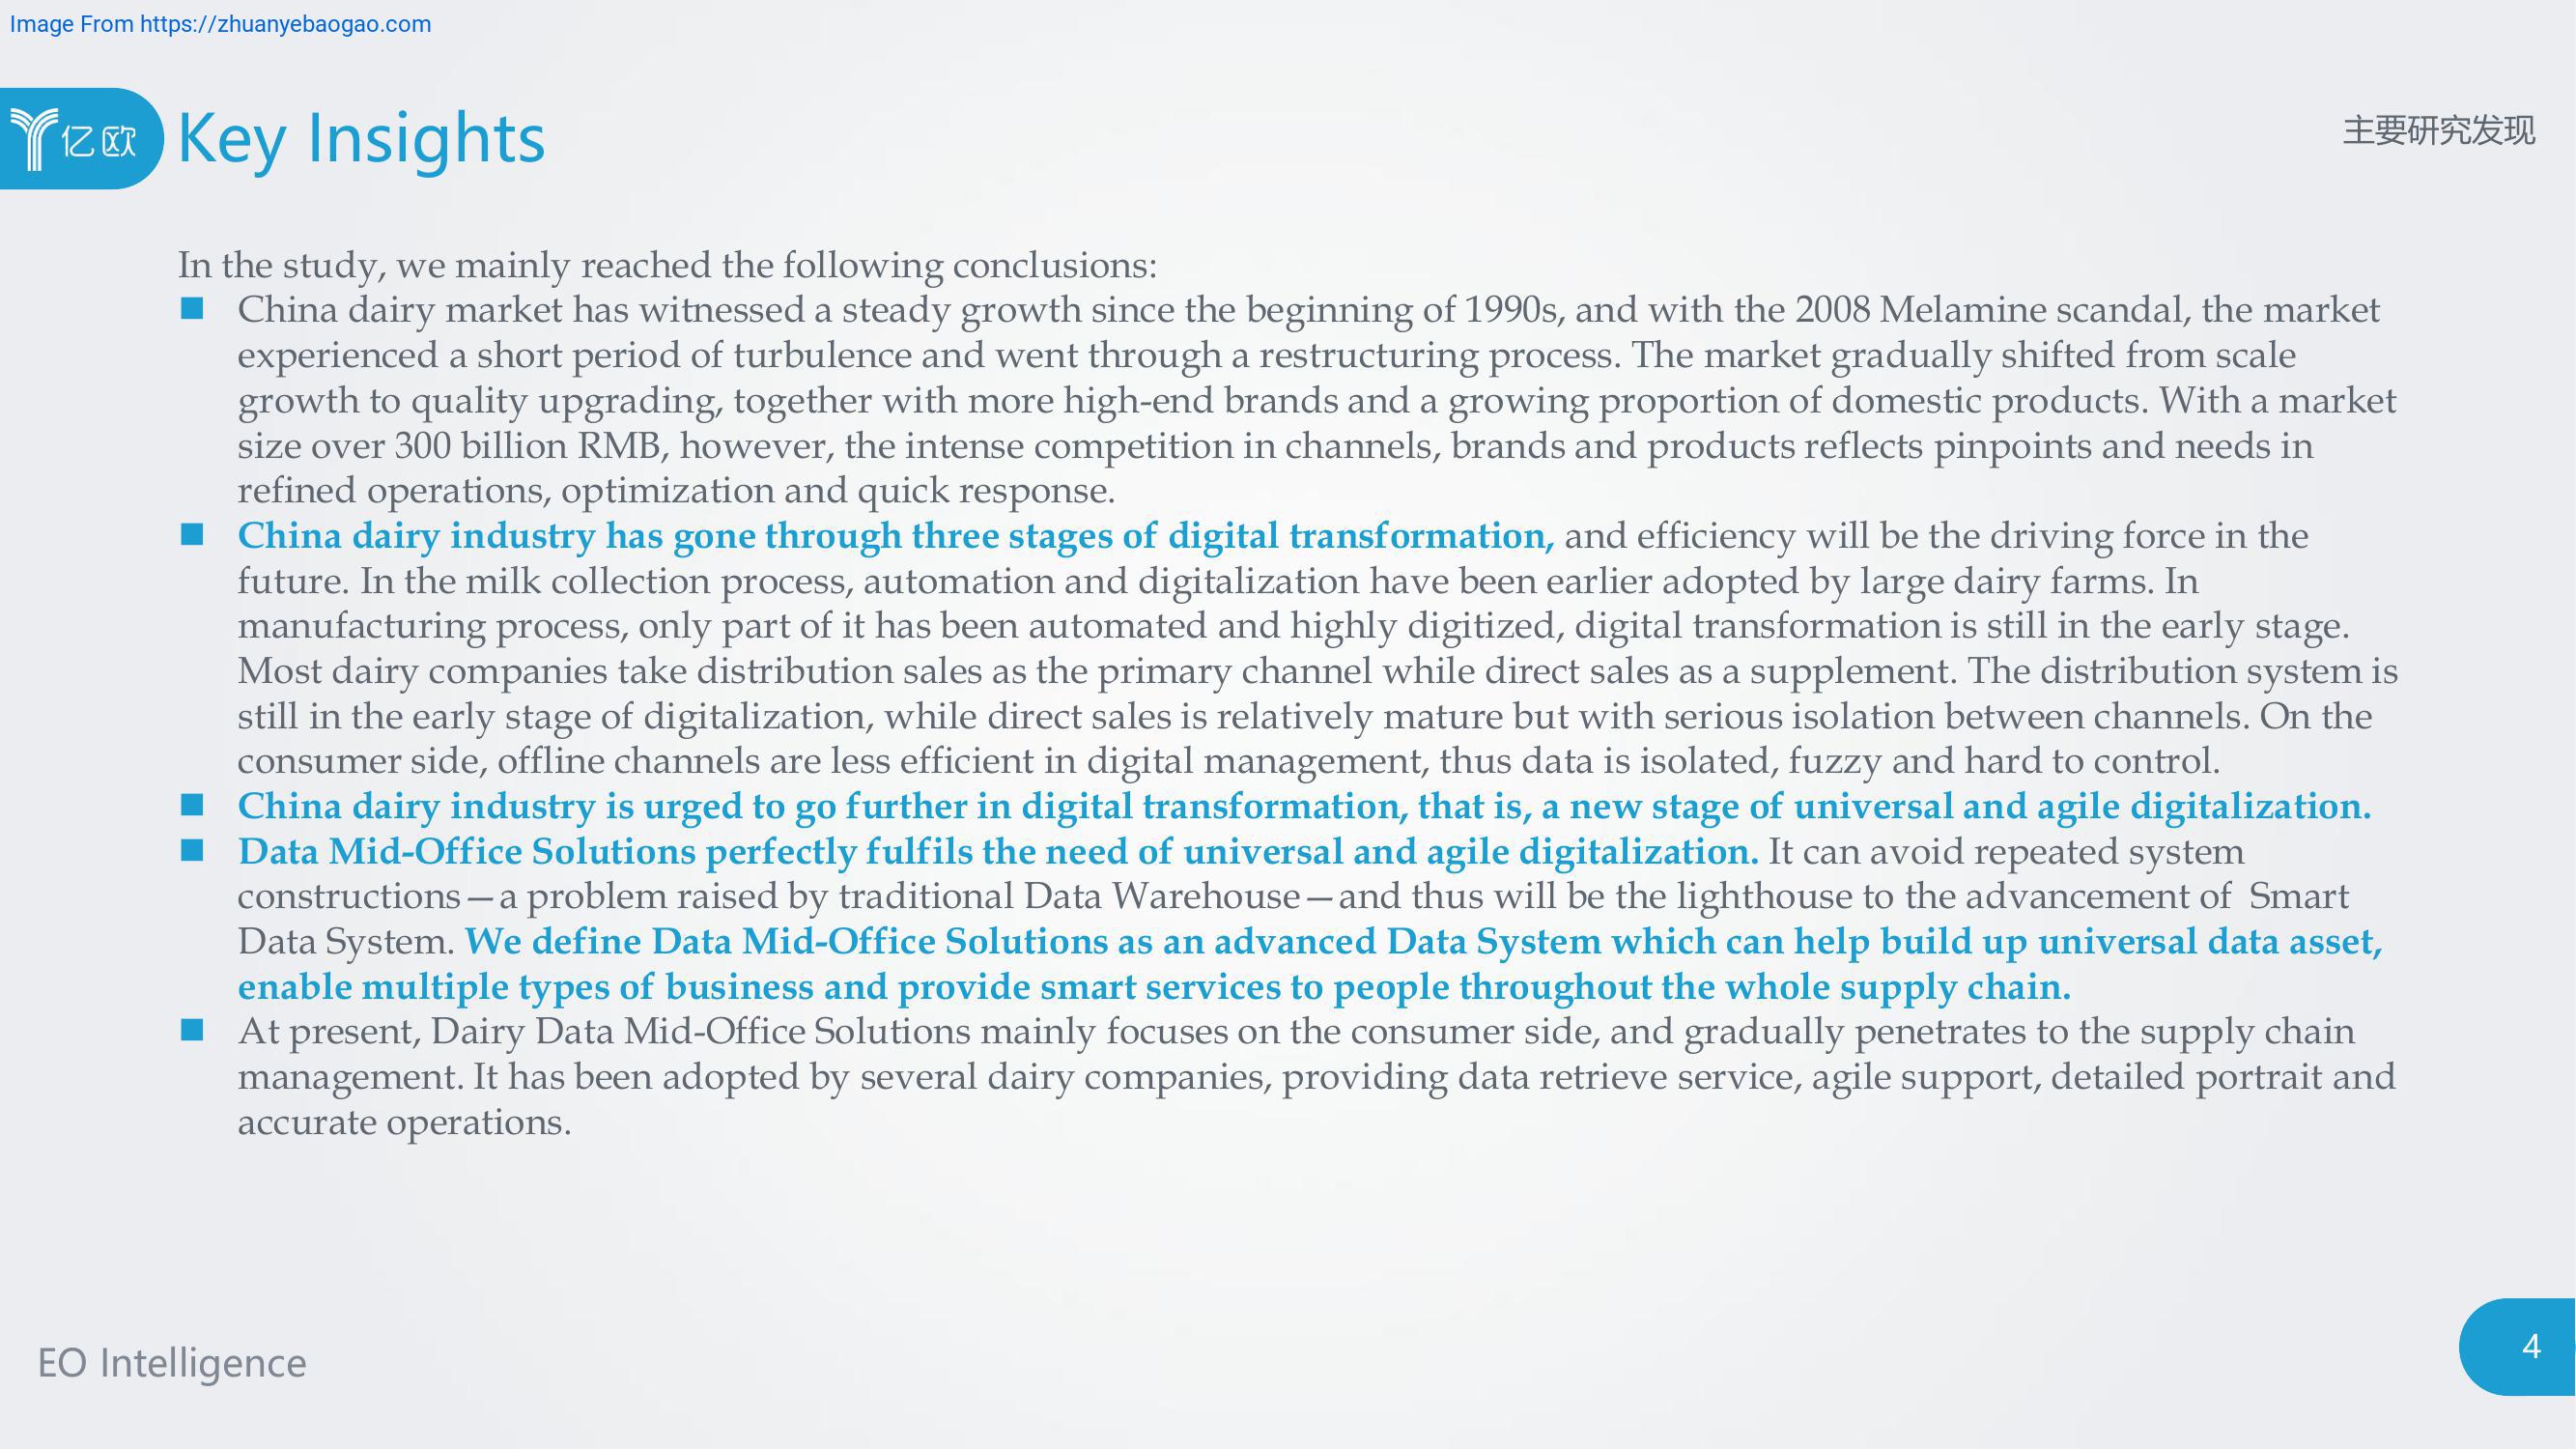 Image From https://zhuanyebaogao.com
亿欧
Key Insights
主要研究发现
In the study, we mainly reached the following conclusions:
China dairy market has witnessed a steady growth since the beginning of 1990s, and with the 2008 Melamine scandal, the market
experienced a short period of turbulence and went through a restructuring process. The market gradually shifted from scale
growth to quality upgrading, together with more high-end brands and a growing proportion of domestic products. With a market
size over 300 billion RMB, however, the intense competition in channels, brands and products reflects pinpoints and needs in
refined operations, optimization and quick response.
China dairy industry has gone through three stages of digital transformation, and efficiency will be the driving force in the
future. In the milk collection process, automation and digitalization have been earlier adopted by large dairy farms. In
manufacturing process, only part of it has been automated and highly digitized, digital transformation is still in the early stage.
Most dairy companies take distribution sales as the primary channel while direct sales as a supplement. The distribution system is
still in the early stage of digitalization, while direct sales is relatively mature but with serious isolation between channels. On the
consumer side, offline channels are less efficient in digital management, thus data is isolated, fuzzy and hard to control.
China dairy industry is urged to go further in digital transformation, that is, a new stage of universal and agile digitalization.
Data Mid-Office Solutions perfectly fulfils the need of universal and agile digitalization. It can avoid repeated system
constructions—a problem raised by traditional Data Warehouse—and thus will be the lighthouse to the advancement of  Smart
Data System. We define Data Mid-Office Solutions as an advanced Data System which can help build up universal data asset,
enable multiple types of business and provide smart services to people throughout the whole supply chain.
At present, Dairy Data Mid-Office Solutions mainly focuses on the consumer side, and gradually penetrates to the supply chain
management. It has been adopted by several dairy companies, providing data retrieve service, agile support, detailed portrait and
accurate operations.
EO Intelligence
4